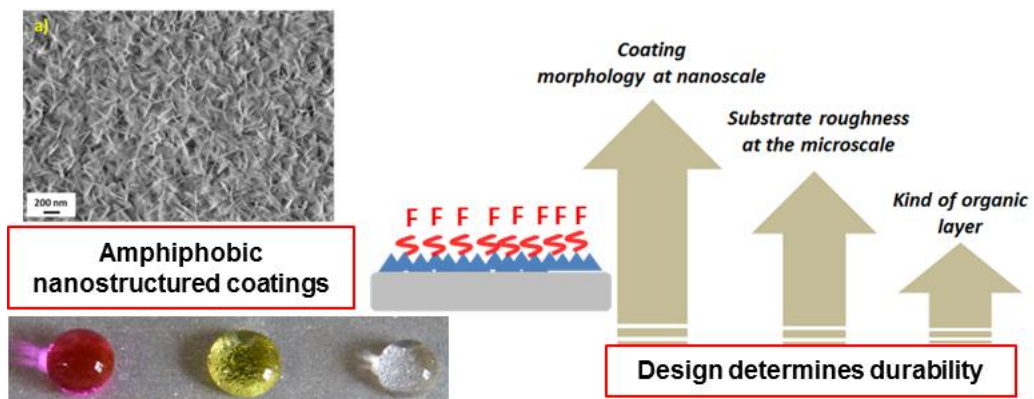 a)
200 nm
Amphiphobic
nanostructured coatings
F F F F F F F F
Coating
morphology at nanoscale
Substrate roughness
at the microscale
Kind of organic
layer
Design determines durability